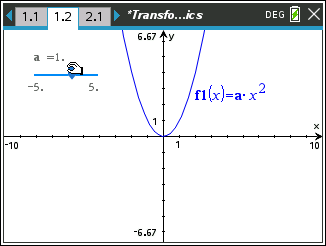 1.1 1.2 2.1 *Transfo...ics DEG
6.67 y
a =1.
-5. 5.
f1(x)=a·x²
1
x
-10 1 10
-6.67